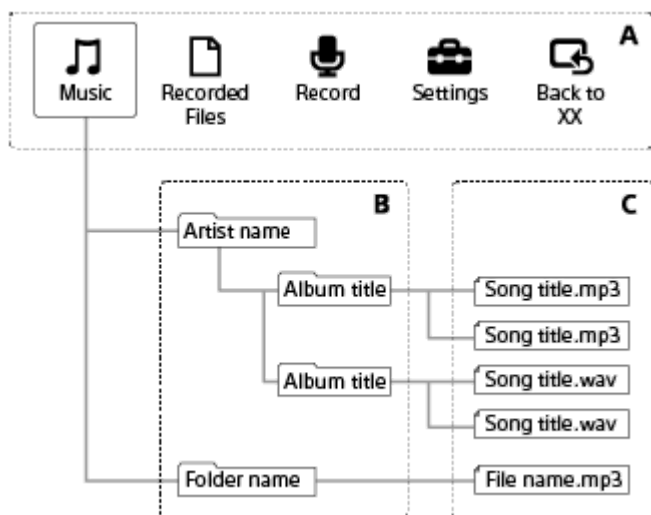 A
Music
Recorded
Files
Record
Settings
Back to
XX
B
C
Artist name
Album title
Song title.mp3
Song title.mp3
Album title
Song title.wav
Song title.wav
Folder name
File name.mp3